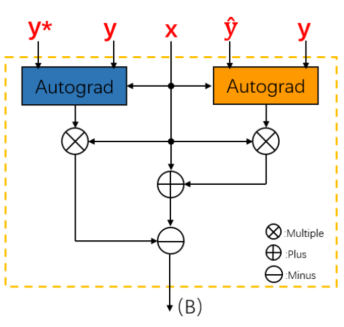 y* y x ŷ y
Autograd Autograd
:Multiple
:Plus
:Minus
(B)